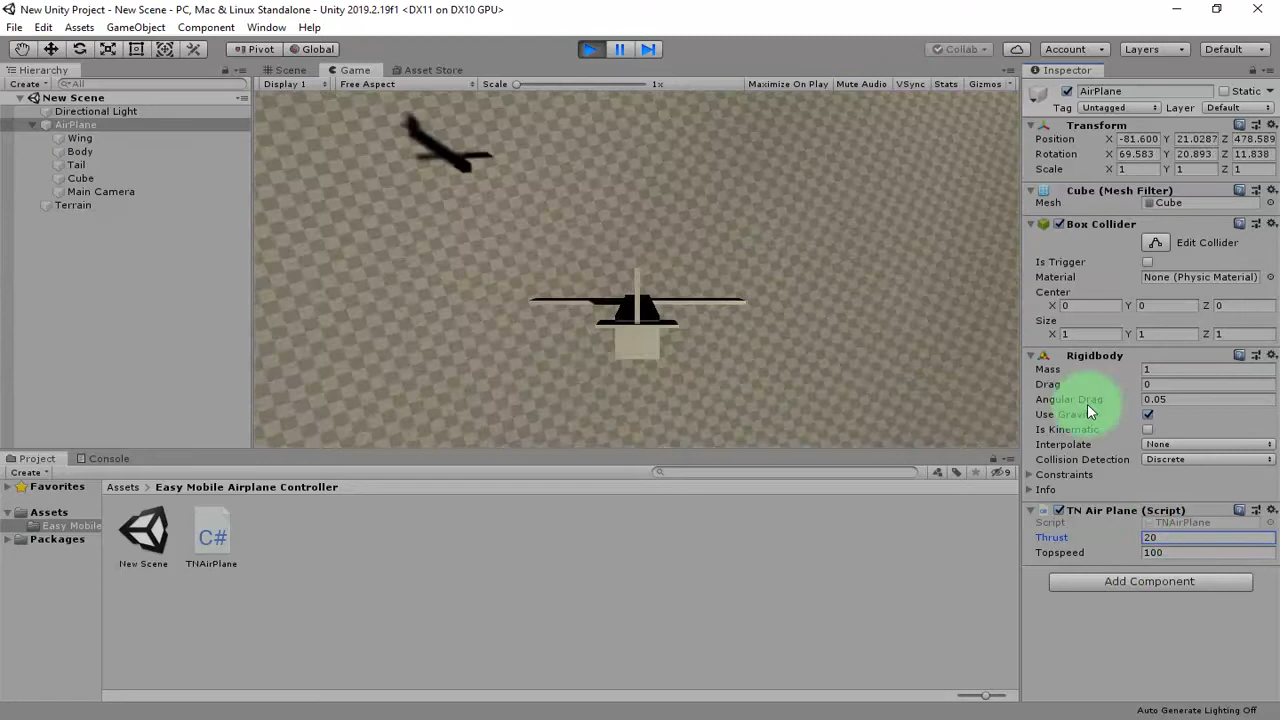 New Unity Project - New Scene - PC, Mac & Linux Standalone - Unity 2019.2.19f1 <DX11 on DX10 GPU>
File Edit Assets GameObject Component Window Help
Pivot Global Collab Account Layers Default
Hierarchy Scene Game Asset Store Inspector
Create All Display 1 Free Aspect Scale 1x Maximize On Play Mute Audio VSync Stats Gizmos
AirPlane Static
Tag Untagged Layer Default
New Scene
Directional Light
AirPlane
Wing
Body
Tail
Cube
Main Camera
Terrain
Transform
Position X -81.600 Y 21.0287 Z 478.589
Rotation X 69.583 Y 20.893 Z 11.838
Scale X 1 Y 1 Z 1
Cube (Mesh Filter)
Mesh Cube
Box Collider
Edit Collider
Is Trigger
Material None (Physic Material)
Center
X 0 Y 0 Z 0
Size
X 1 Y 1 Z 1
Rigidbody
Mass 1
Drag 0
Angular Drag 0.05
Use Gravity
Is Kinematic
Interpolate None
Collision Detection Discrete
Constraints
Info
TN Air Plane (Script)
Script TNAirPlane
Thrust 20
Topspeed 100
Add Component
Project Console
Create 9
Favorites
Assets
Easy Mobile
Packages
Assets > Easy Mobile Airplane Controller
C#
New Scene TNAirPlane
Auto Generate Lighting Off